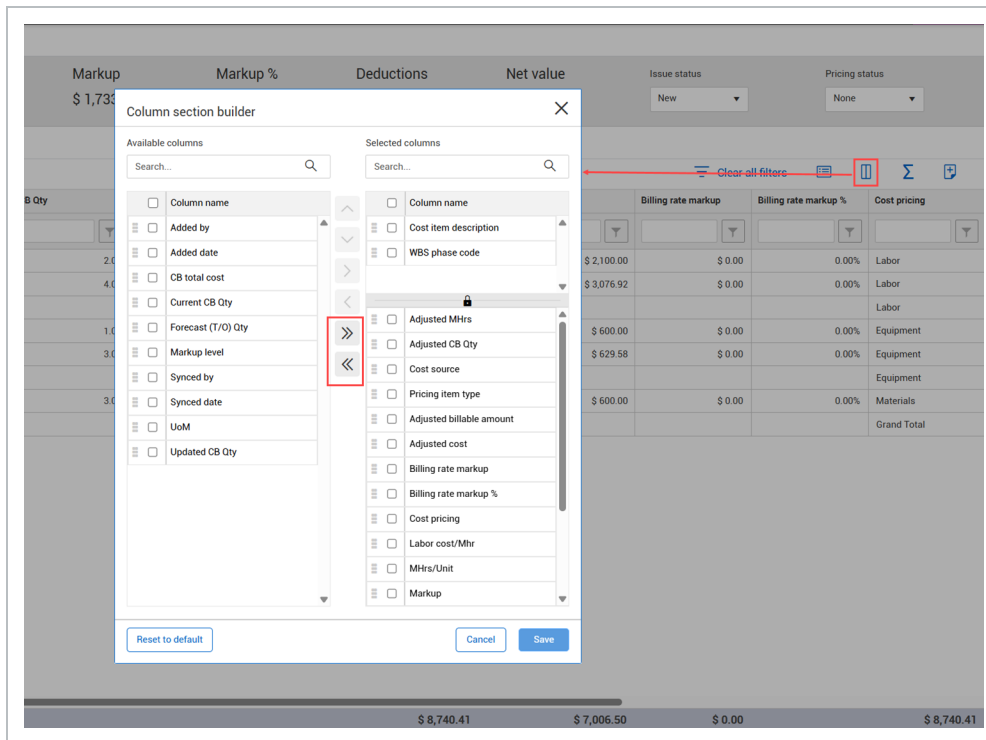 Markup Markup % Deductions Net value Issue status Pricing status
$ 1,733 New None
Column section builder
Available columns Selected columns
Search... Search...
Clear all filters
B Qty Billing rate markup Billing rate markup % Cost pricing
Column name Column name
Added by Cost item description
Added date WBS phase code
2.0 $ 2,100.00 $ 0.00 0.00% Labor
CB total cost
4.0 $ 3,076.92 $ 0.00 0.00% Labor
Current CB Qty
Labor
Forecast (T/O) Qty Adjusted MHrs
1.0 $ 600.00 $ 0.00 0.00% Equipment
Markup level Adjusted CB Qty
3.0 $ 629.58 $ 0.00 0.00% Equipment
Synced by Cost source
Equipment
Synced date Pricing item type
3.0 $ 600.00 $ 0.00 0.00% Materials
UoM Adjusted billable amount
Grand Total
Updated CB Qty Adjusted cost
Billing rate markup
Billing rate markup %
Cost pricing
Labor cost/Mhr
MHrs/Unit
Markup
Reset to default Cancel Save
$ 8,740.41 $ 7,006.50 $ 0.00 $ 8,740.41